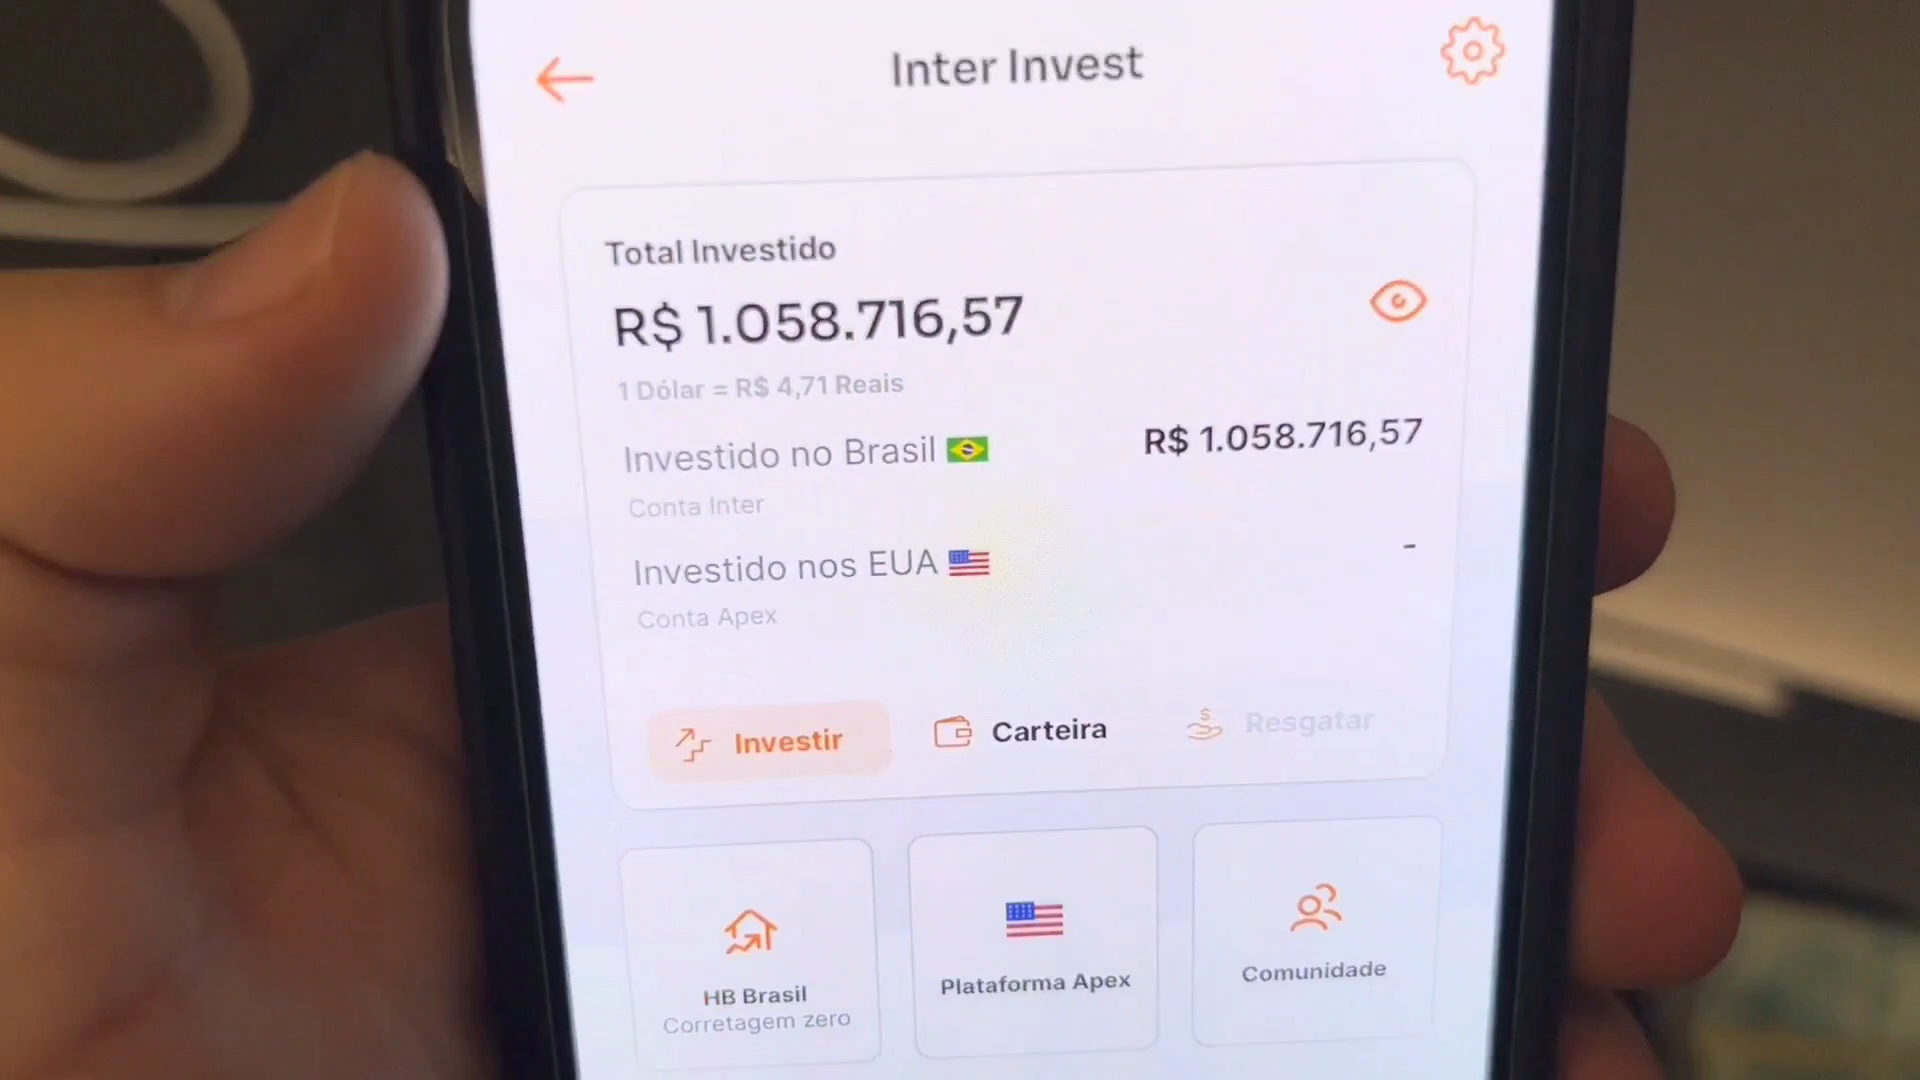 Inter Invest
Total Investido
R$ 1.058.716,57
1 Dólar = R$ 4,71 Reais
Investido no Brasil
R$ 1.058.716,57
Conta Inter
Investido nos EUA
-
Conta Apex
Investir
Carteira
Resgatar
HB Brasil
Corretagem zero
Plataforma Apex
Comunidade